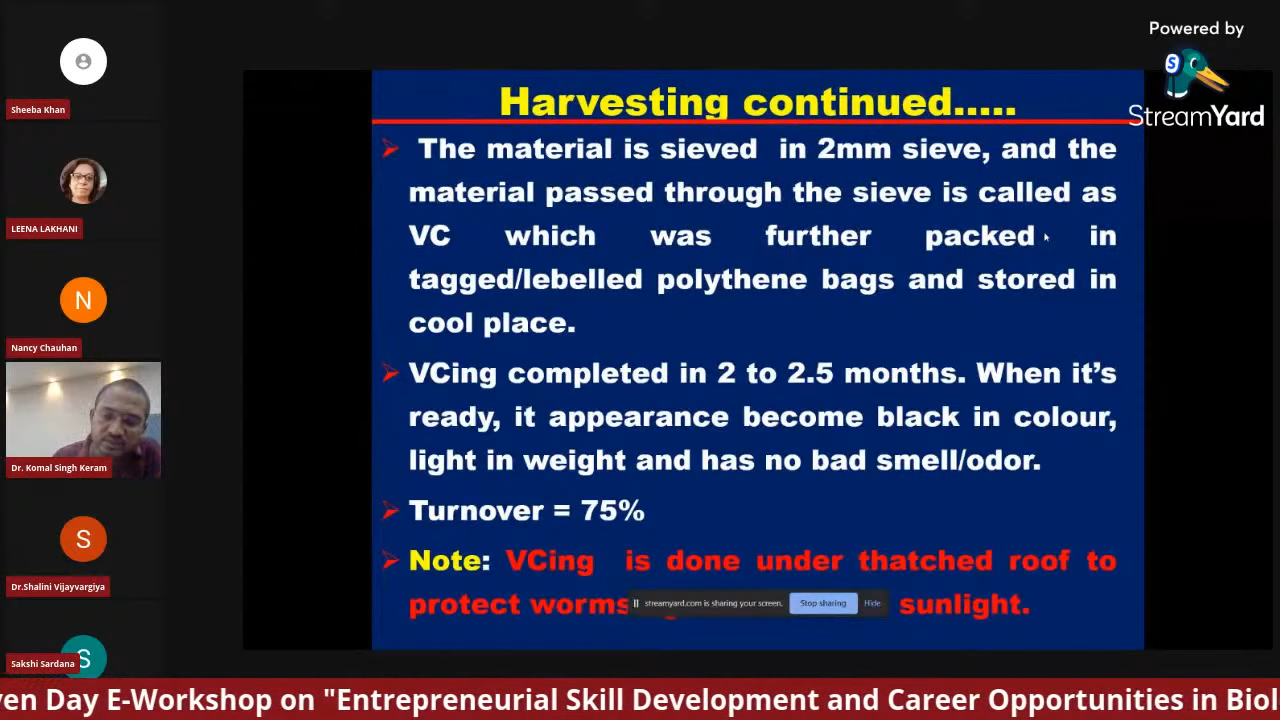 Powered by
StreamYard
Sheeba Khan
LEENA LAKHANI
N
Nancy Chauhan
Dr. Komal Singh Keram
S
Dr.Shalini Vijayvargiya
S
Sakshi Sardana
Harvesting continued.....
The material is sieved in 2mm sieve, and the
material passed through the sieve is called as
VC which was further packed in
tagged/lebelled polythene bags and stored in
cool place.
VCing completed in 2 to 2.5 months. When it's
ready, it appearance become black in colour,
light in weight and has no bad smell/odor.
Turnover = 75%
Note: VCing is done under thatched roof to
protect worms sunlight.
streamyard.com is sharing your screen. Stop sharing Hide
Day E-Workshop on "Entrepreneurial Skill Development and Career Opportunities in